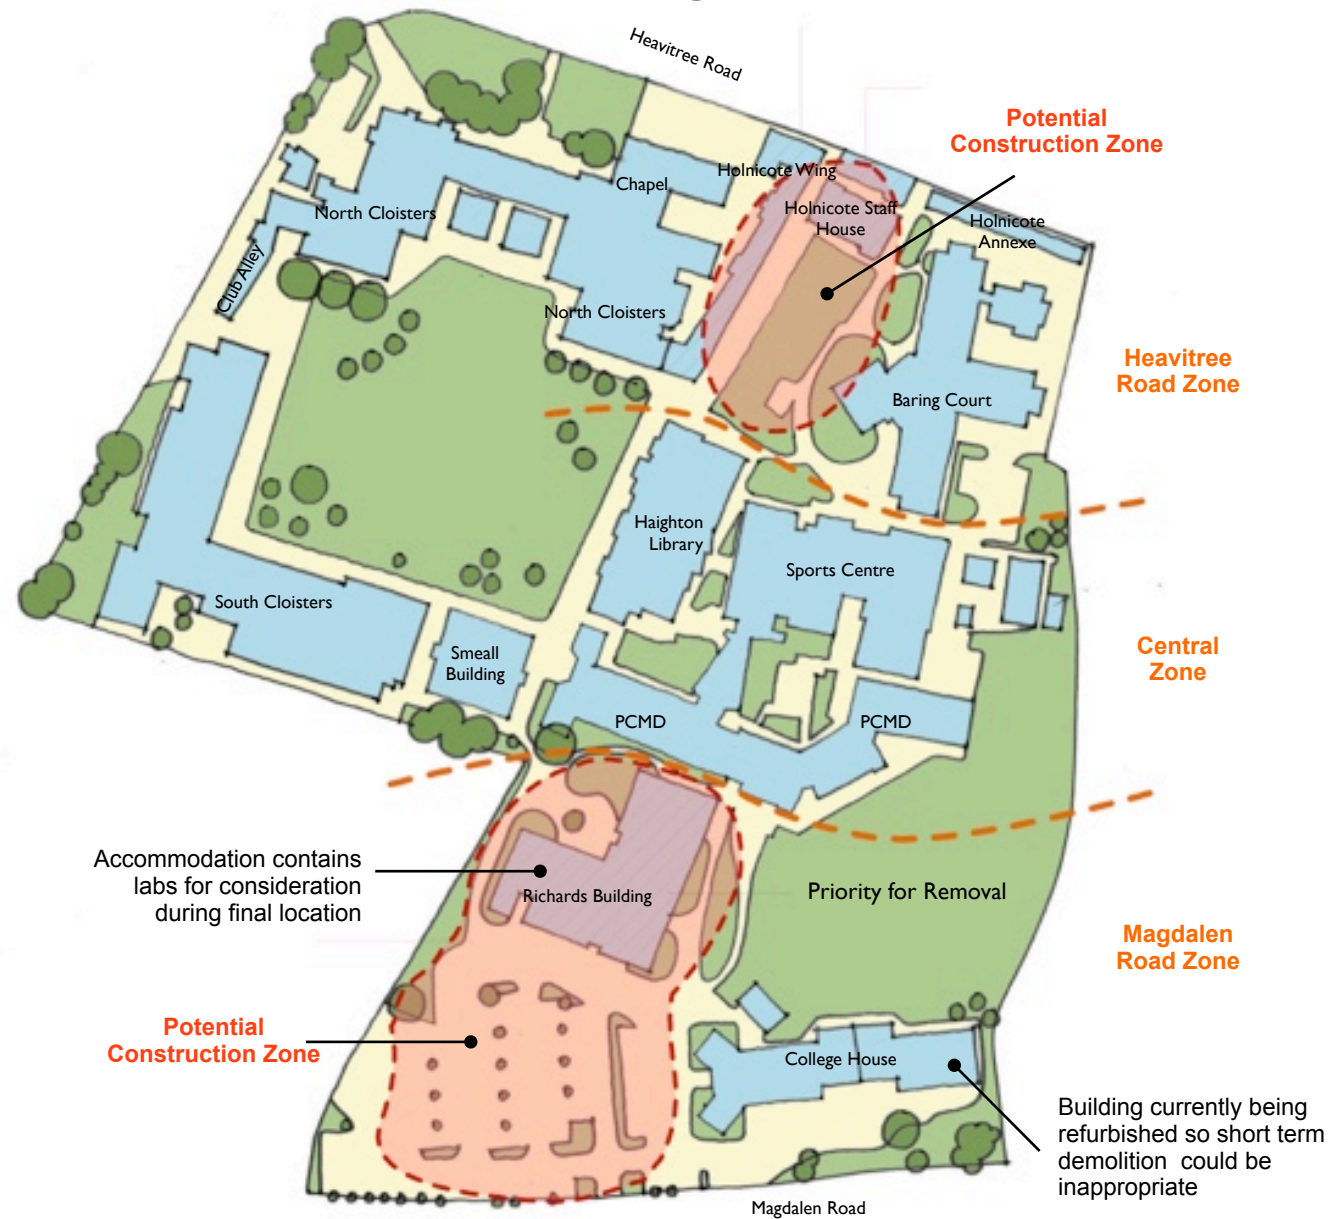 Heavitree Road
Potential
Construction Zone
Holnicote Wing
Chapel
Holnicote Staff
House
North Cloisters
Holnicote
Annexe
Club Alley
North Cloisters
Heavitree
Road Zone
Baring Court
Haighton
Library
Sports Centre
South Cloisters
Smeall
Building
Central
Zone
PCMD
PCMD
Accommodation contains
labs for consideration
during final location
Richards Building
Priority for Removal
Magdalen
Road Zone
Potential
Construction Zone
College House
Building currently being
refurbished so short term
demolition could be
inappropriate
Magdalen Road